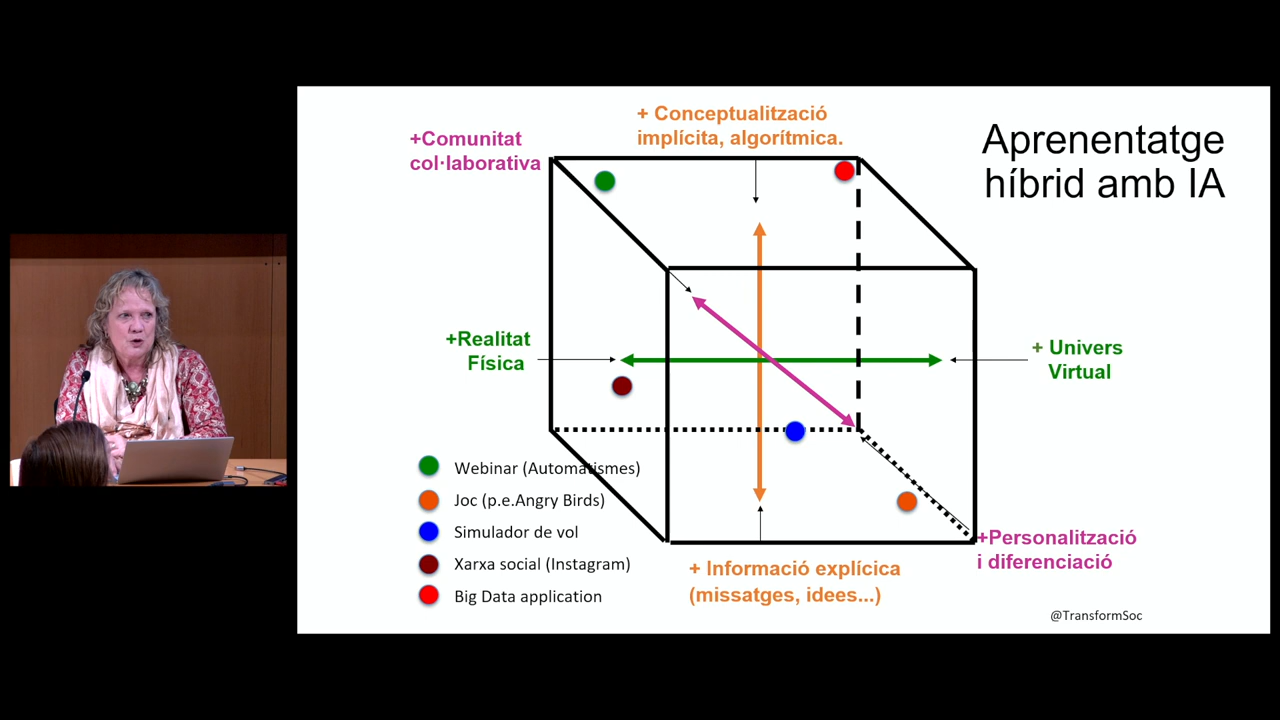 Aprenentatge
híbrid amb IA
+ Conceptualització
implícita, algorítmica.
+Comunitat
col·laborativa
+Realitat
Física
+ Univers
Virtual
Webinar (Automatismes)
Joc (p.e.Angry Birds)
Simulador de vol
Xarxa social (Instagram)
Big Data application
+ Informació explícita
(missatges, idees...)
+Personalització
i diferenciació
@TransformSoc